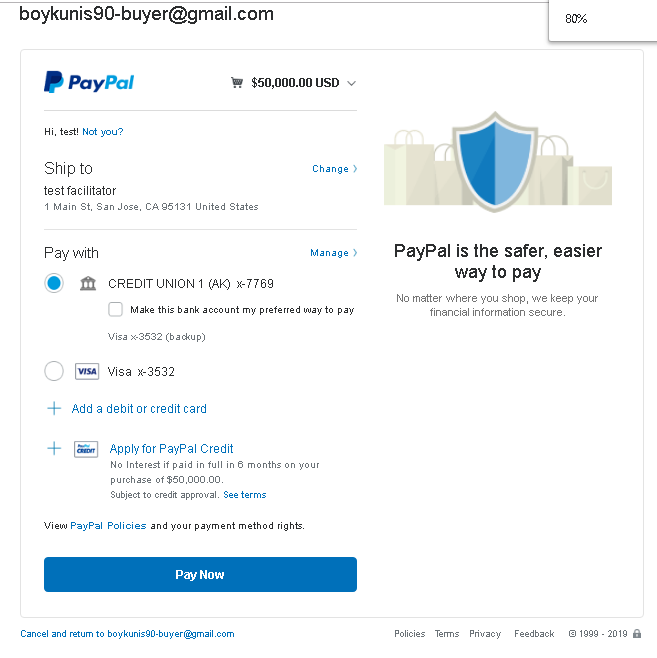 boykunis90-buyer@gmail.com
80%
PayPal
$50,000.00 USD
Hi, test! Not you?
Ship to
Change
test facilitator
1 Main St, San Jose, CA 95131 United States
Pay with
Manage
CREDIT UNION 1 (AK) x-7769
Make this bank account my preferred way to pay
Visa x-3532 (backup)
VISA
Visa x-3532
Add a debit or credit card
PayPal
CREDIT
Apply for PayPal Credit
No Interest if paid in full in 6 months on your
purchase of $50,000.00.
Subject to credit approval. See terms
View PayPal Policies and your payment method rights.
Pay Now
PayPal is the safer, easier
way to pay
No matter where you shop, we keep your
financial information secure.
Cancel and return to boykunis90-buyer@gmail.com
Policies Terms Privacy Feedback © 1999 - 2019